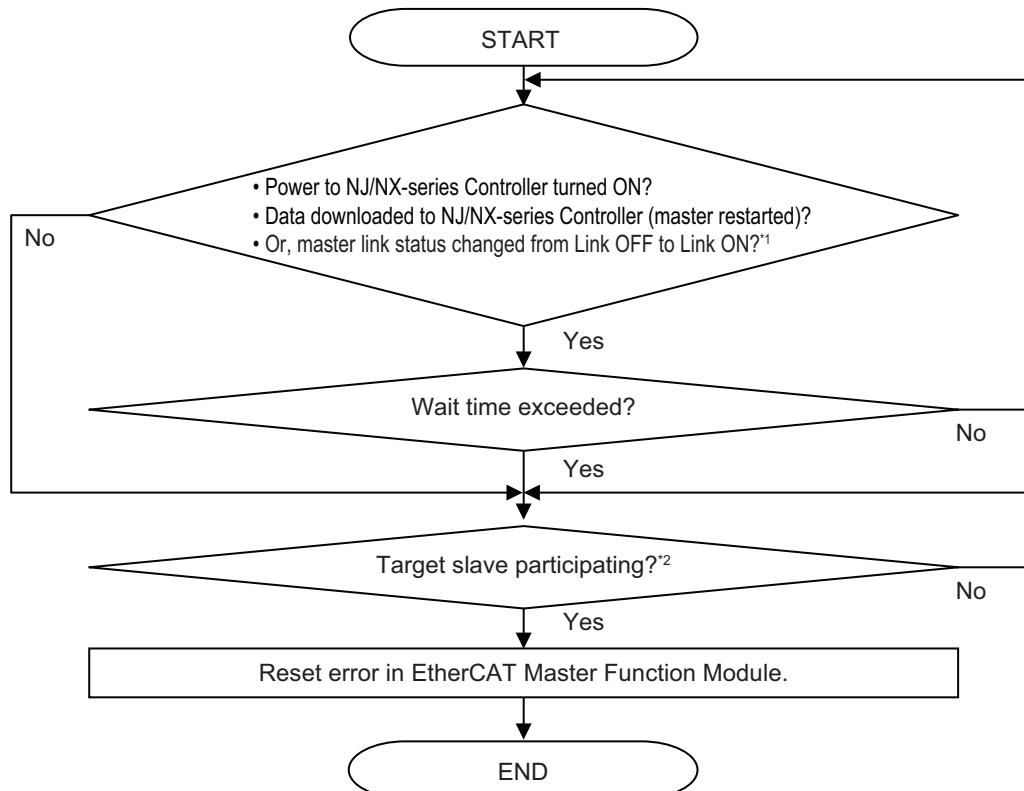 START
• Power to NJ/NX-series Controller turned ON?
• Data downloaded to NJ/NX-series Controller (master restarted)?
• Or, master link status changed from Link OFF to Link ON?*1
No
Yes
Wait time exceeded?
No
Yes
Target slave participating?*2
No
Yes
Reset error in EtherCAT Master Function Module.
END